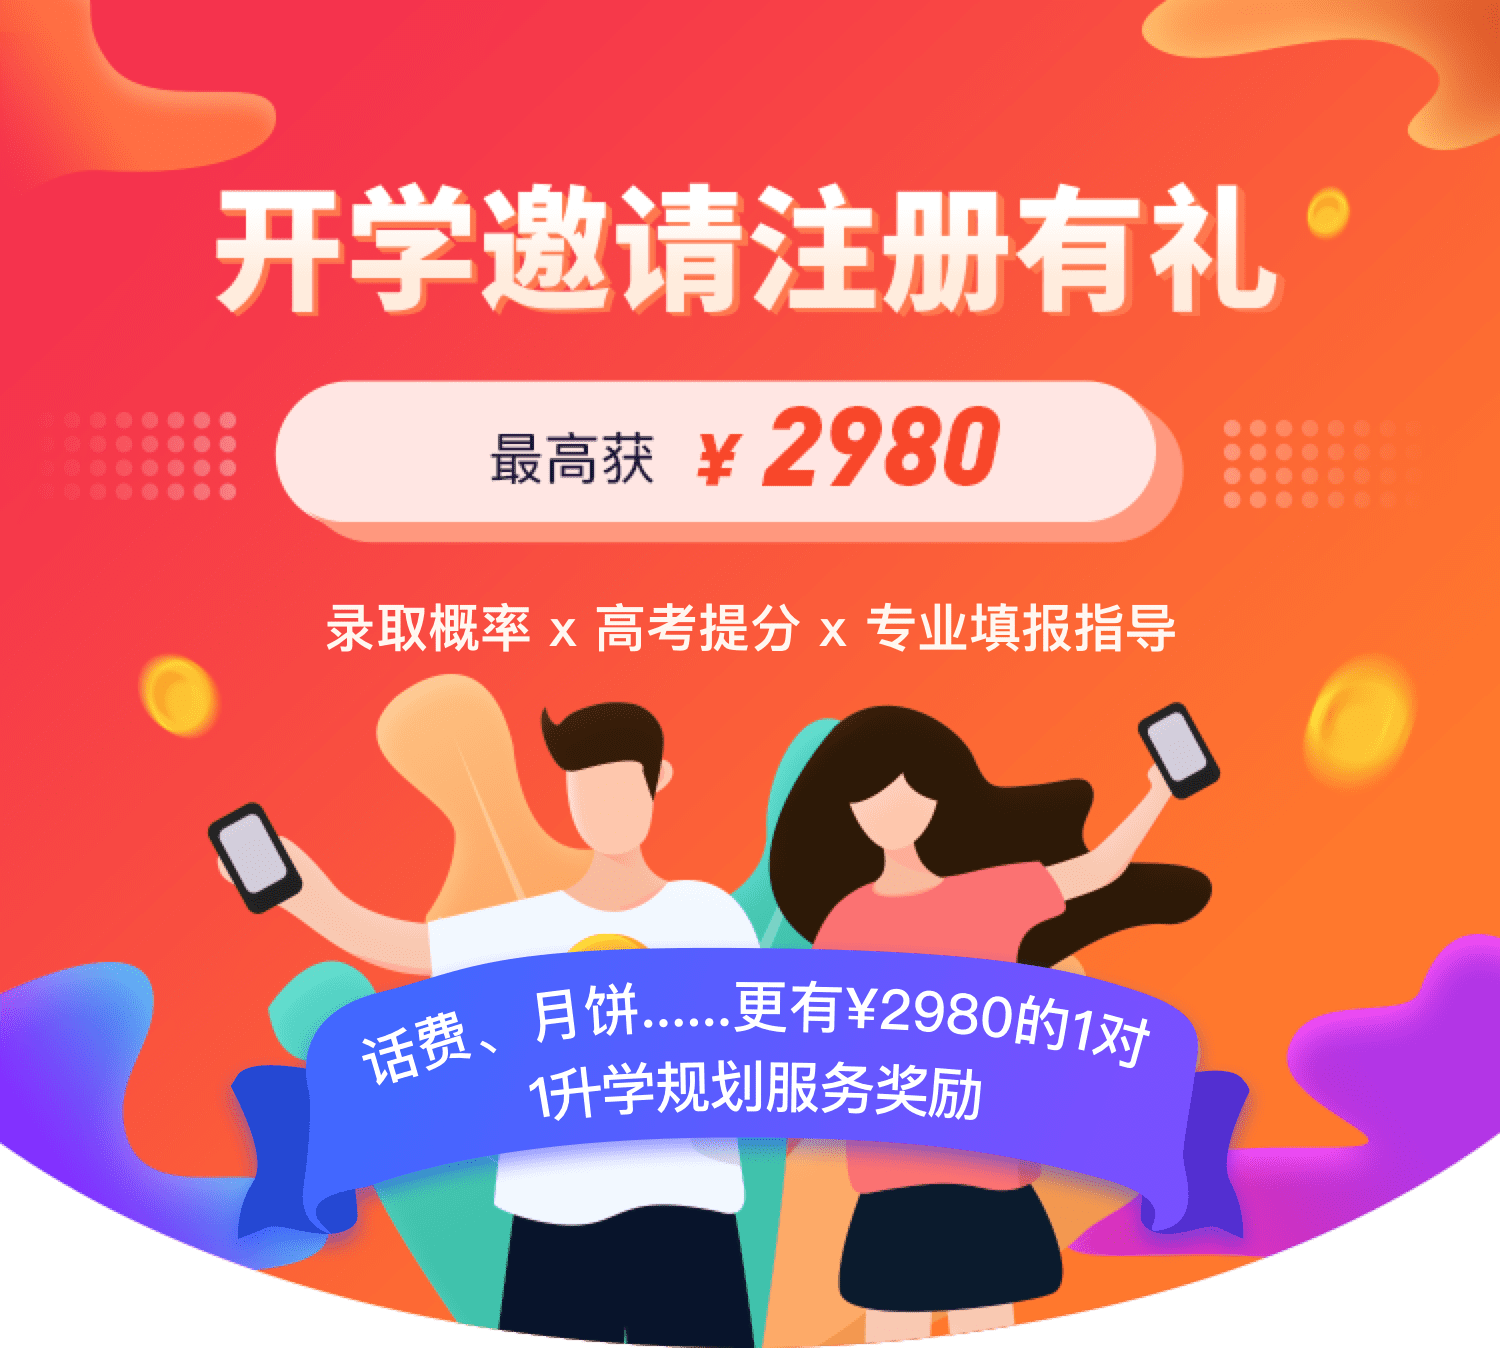 开学邀请注册有礼
最高获 ¥ 2980
录取概率 x 高考提分 x 专业填报指导
话费、月饼......更有¥2980的1对
1升学规划服务奖励